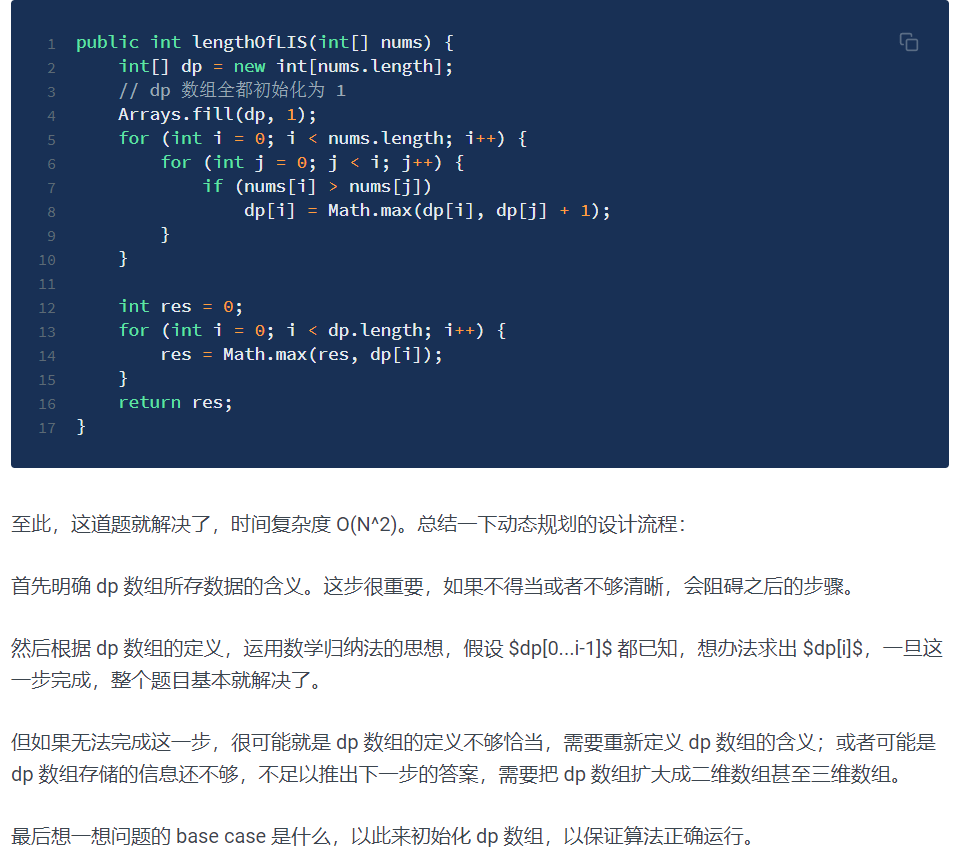 1 public int lengthOfLIS(int[] nums) {
2     int[] dp = new int[nums.length];
3     // dp 数组全都初始化为 1
4     Arrays.fill(dp, 1);
5     for (int i = 0; i < nums.length; i++) {
6         for (int j = 0; j < i; j++) {
7             if (nums[i] > nums[j])
8                 dp[i] = Math.max(dp[i], dp[j] + 1);
9         }
10     }
11
12     int res = 0;
13     for (int i = 0; i < dp.length; i++) {
14         res = Math.max(res, dp[i]);
15     }
16     return res;
17 }
至此，这道题就解决了，时间复杂度 O(N^2)。总结一下动态规划的设计流程：
首先明确 dp 数组所存数据的含义。这步很重要，如果不得当或者不够清晰，会阻碍之后的步骤。
然后根据 dp 数组的定义，运用数学归纳法的思想，假设 $dp[0...i-1]$ 都已知，想办法求出 $dp[i]$，一旦这
一步完成，整个题目基本就解决了。
但如果无法完成这一步，很可能就是 dp 数组的定义不够恰当，需要重新定义 dp 数组的含义；或者可能是
dp 数组存储的信息还不够，不足以推出下一步的答案，需要把 dp 数组扩大成二维数组甚至三维数组。
最后想一想问题的 base case 是什么，以此来初始化 dp 数组，以保证算法正确运行。